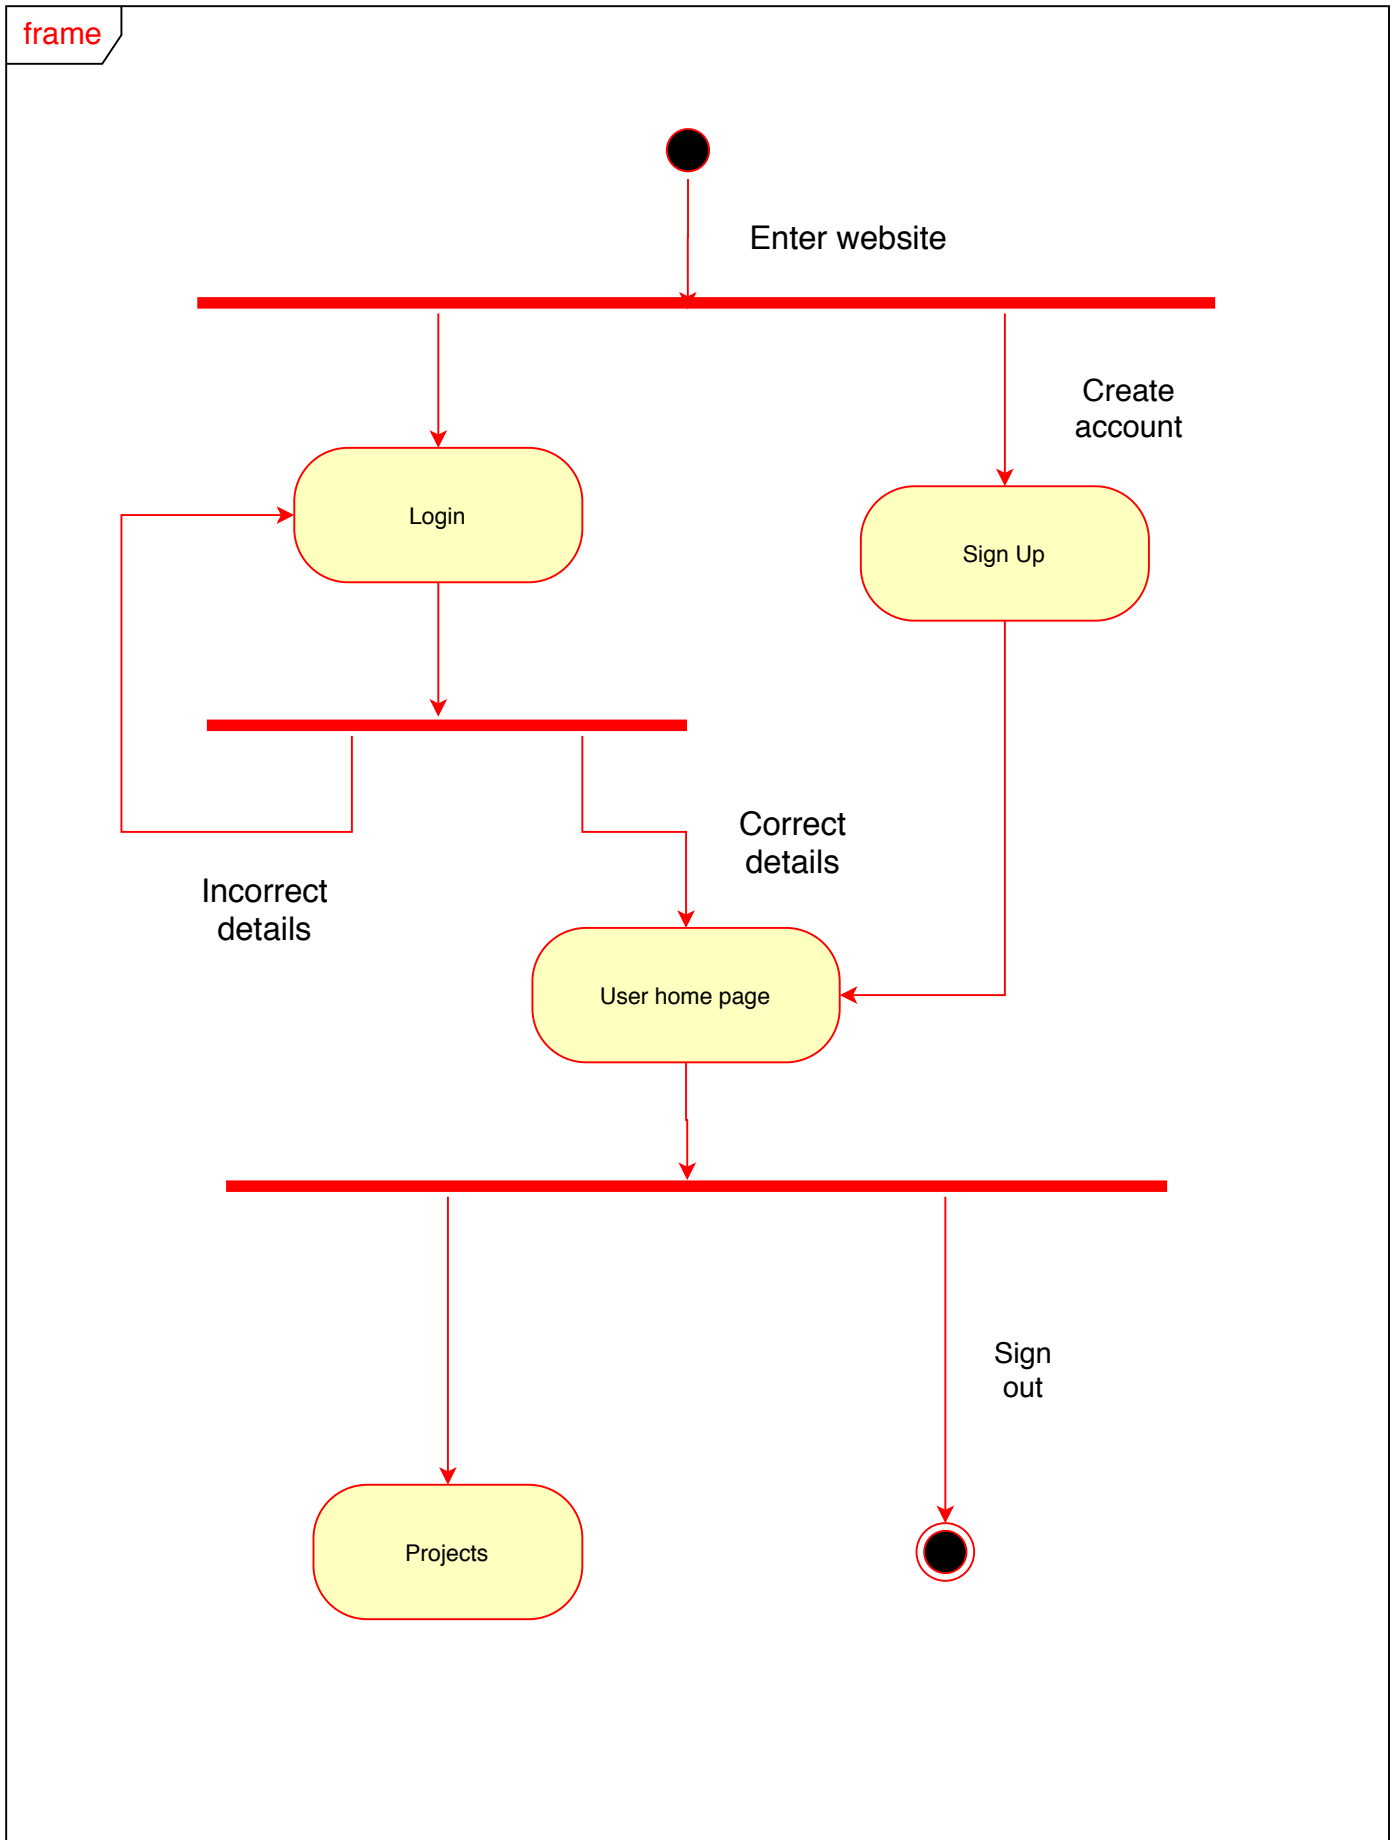 frame
Enter website
Create
account
Login
Sign Up
Correct
details
Incorrect
details
User home page
Sign
out
Projects